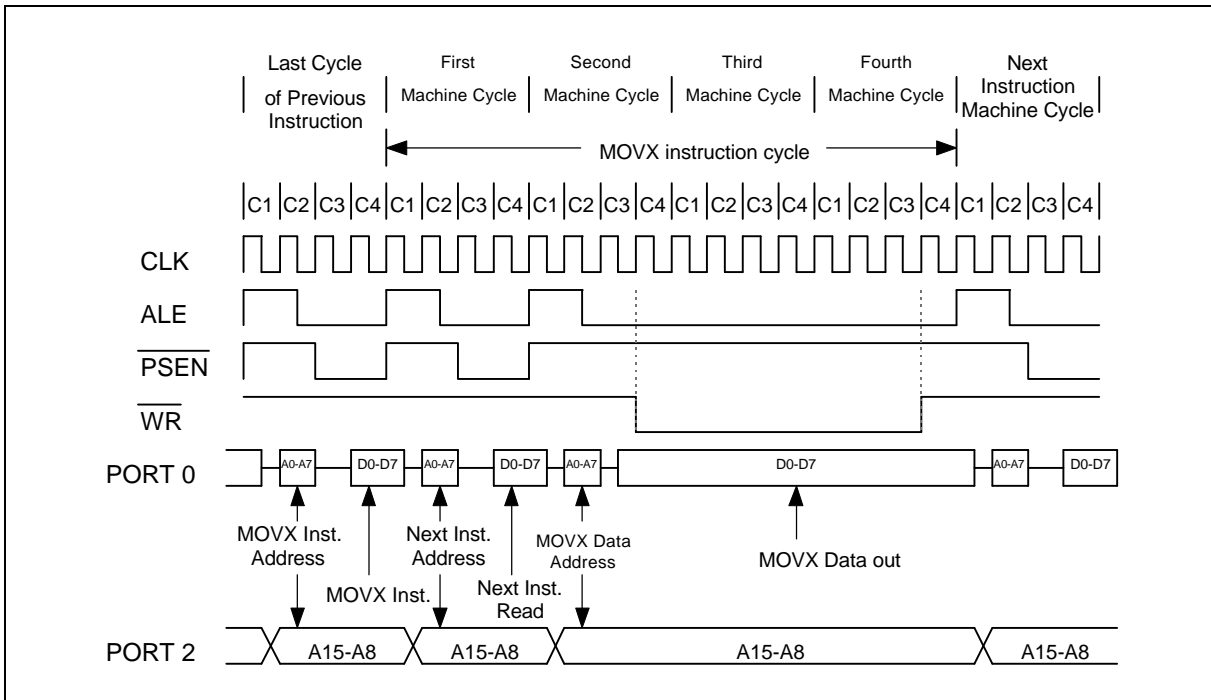 Last Cycle
of Previous
Instruction
First
Machine Cycle
Second
Machine Cycle
Third
Machine Cycle
Fourth
Machine Cycle
Next
Instruction
Machine Cycle
MOVX instruction cycle
C1 C2 C3 C4 C1 C2 C3 C4 C1 C2 C3 C4 C1 C2 C3 C4 C1 C2 C3 C4 C1 C2 C3 C4
CLK
ALE
PSEN
WR
PORT 0
A0-A7 D0-D7 A0-A7 D0-D7 A0-A7 D0-D7 A0-A7 D0-D7
MOVX Inst.
Address
MOVX Inst.
Next Inst.
Address
Next Inst.
Read
MOVX Data
Address
MOVX Data out
PORT 2
A15-A8 A15-A8 A15-A8 A15-A8